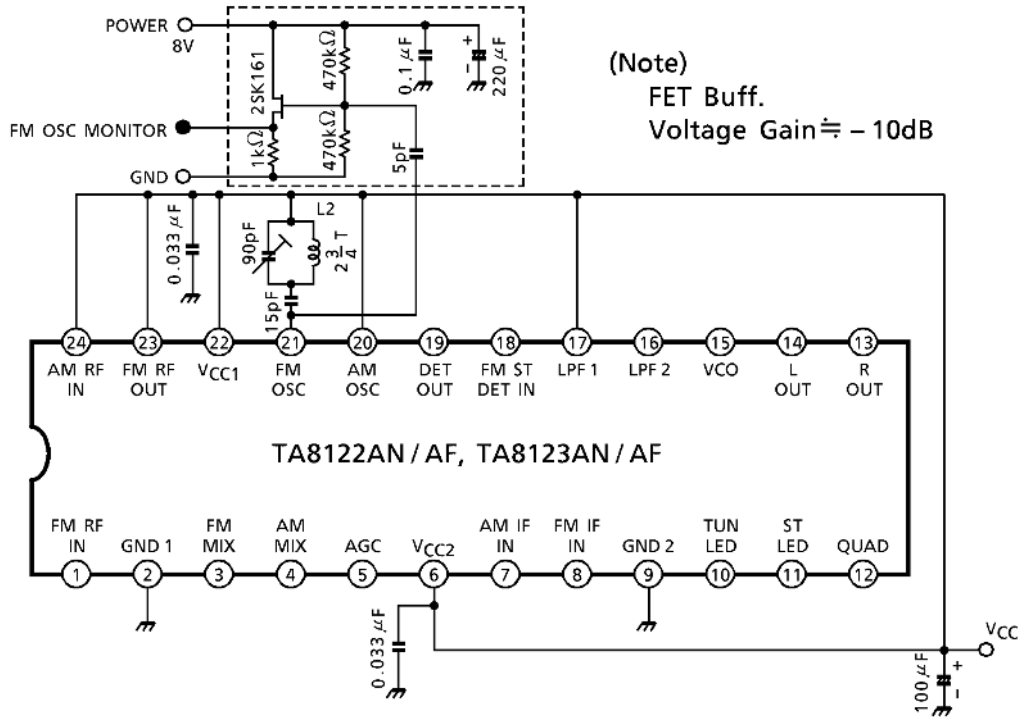 POWER
8V
2SK161
470kΩ
0.1μF
+
-
220μF
(Note)
FET Buff.
Voltage Gain≒ – 10dB
FM OSC MONITOR
1kΩ
470kΩ
5pF
GND
0.033 μF
90pF
L2
2 3/4 T
15pF
24 23 22 21 20 19 18 17 16 15 14 13
AM RF IN
FM RF OUT
VCC1
FM OSC
AM OSC
DET OUT
FM ST DET IN
LPF 1
LPF 2
VCO
L OUT
R OUT
TA8122AN / AF, TA8123AN / AF
FM RF IN
GND 1
FM MIX
AM MIX
AGC
VCC2
AM IF IN
FM IF IN
GND 2
TUN LED
ST LED
QUAD
1 2 3 4 5 6 7 8 9 10 11 12
0.033 μF
VCC
100μF
+
-